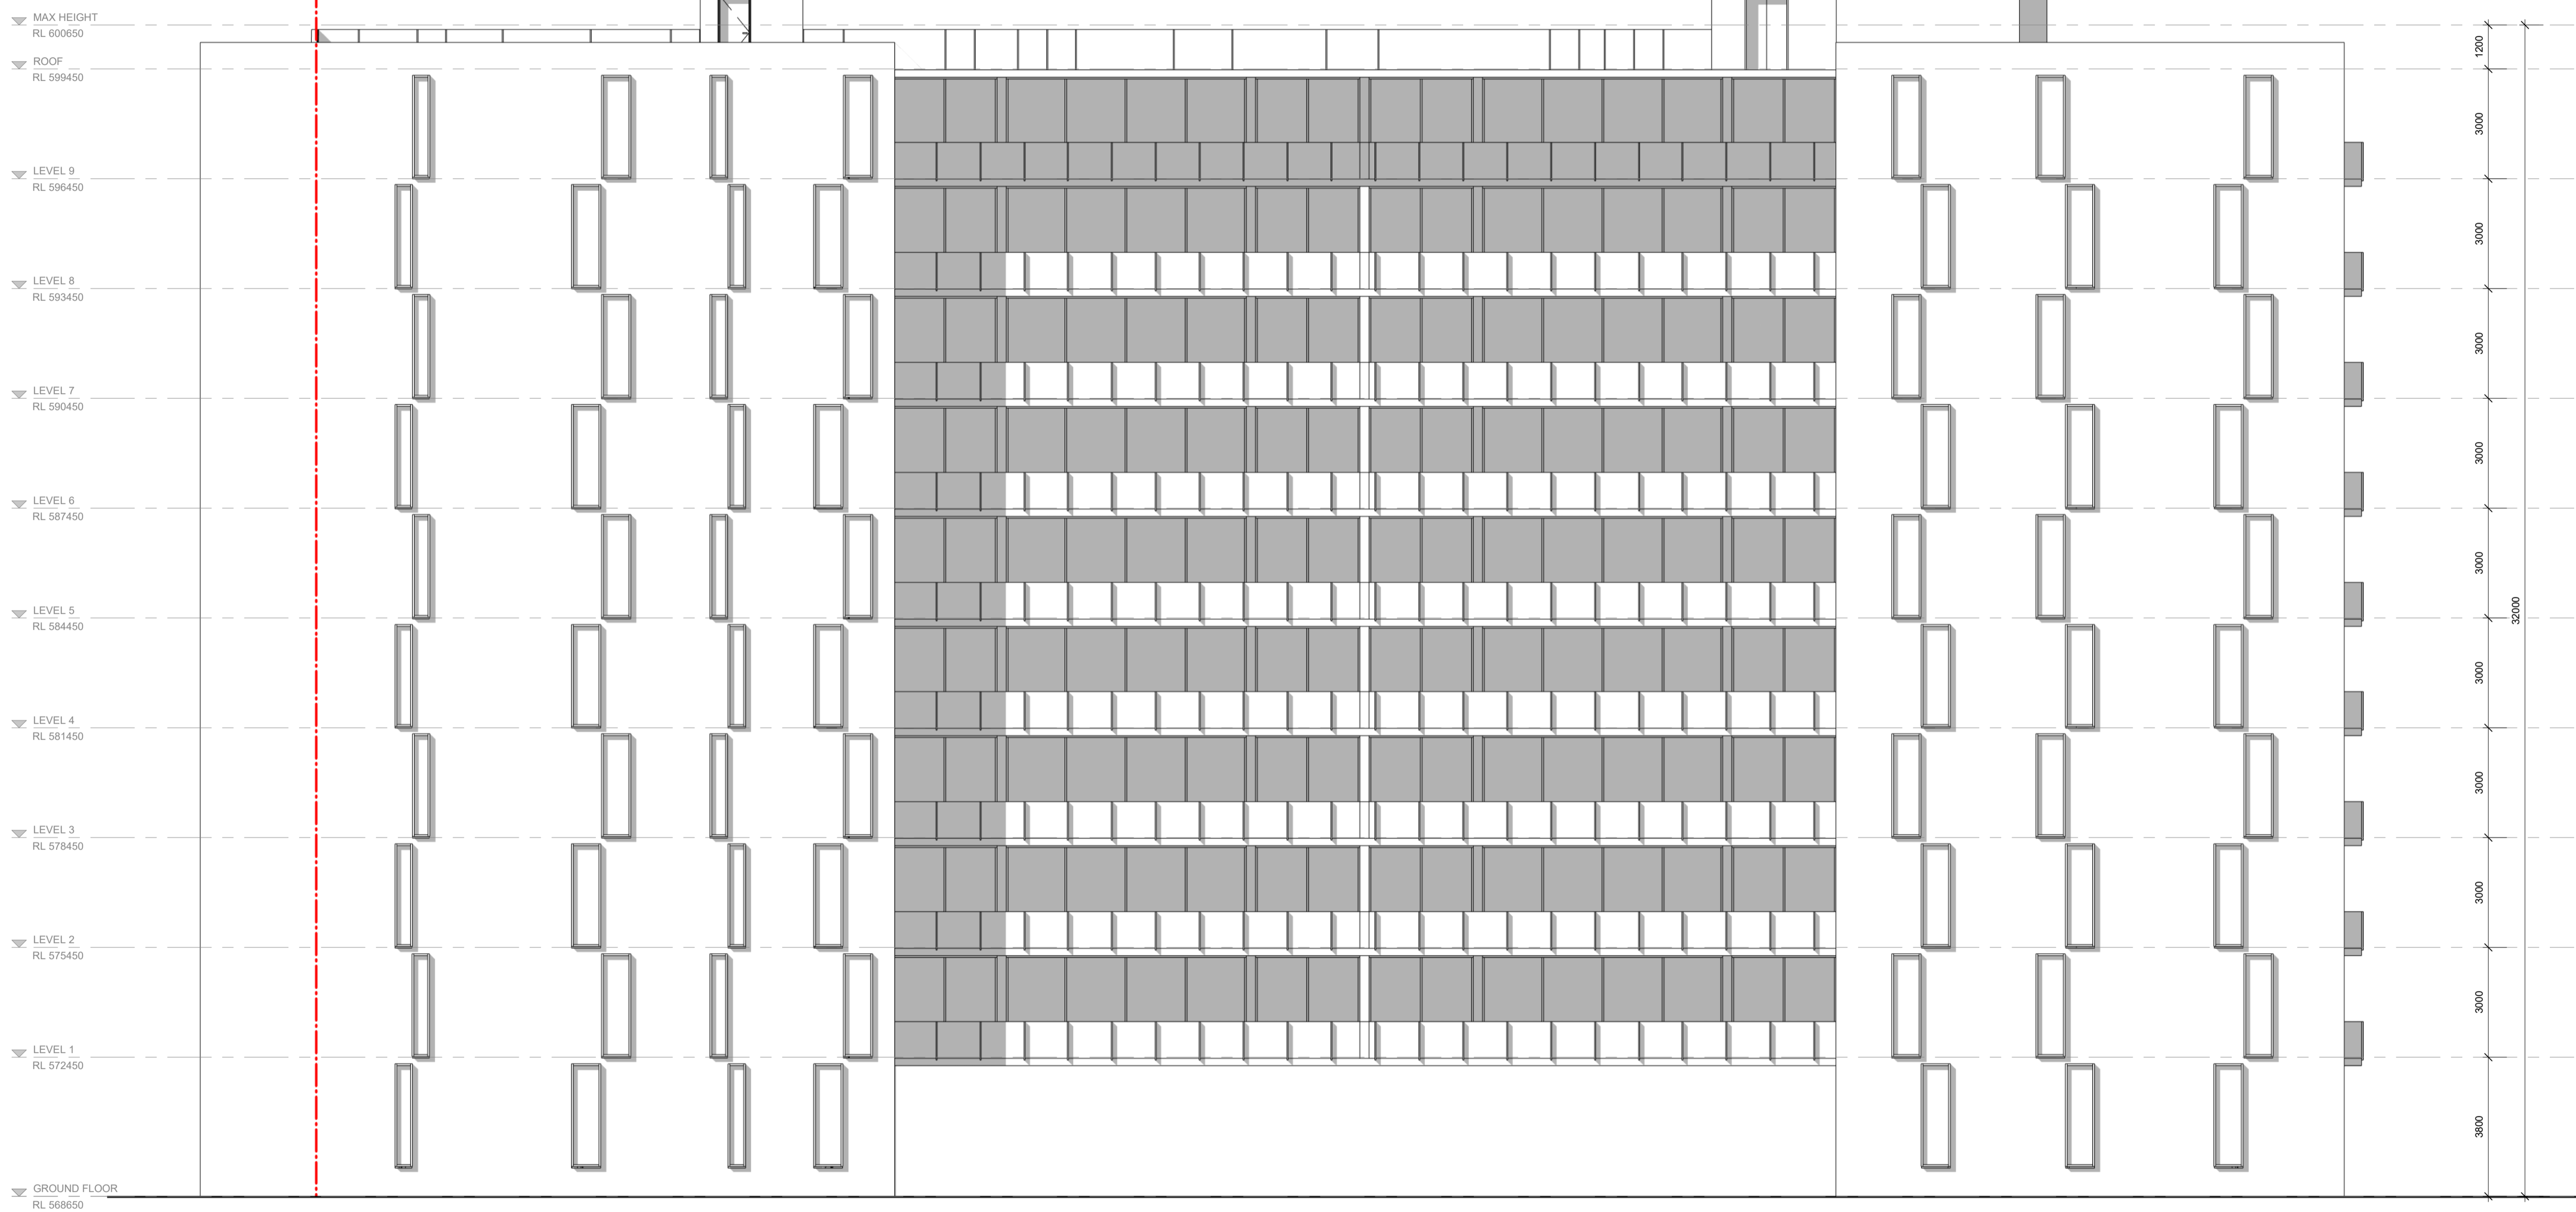 MAX HEIGHT
RL 600650
1200
ROOF
RL 599450
3000
LEVEL 9
RL 596450
3000
LEVEL 8
RL 593450
3000
LEVEL 7
RL 590450
3000
LEVEL 6
RL 587450
3000
LEVEL 5
RL 584450
32000
3000
LEVEL 4
RL 581450
3000
LEVEL 3
RL 578450
3000
LEVEL 2
RL 575450
3000
LEVEL 1
RL 572450
3800
GROUND FLOOR
RL 568650